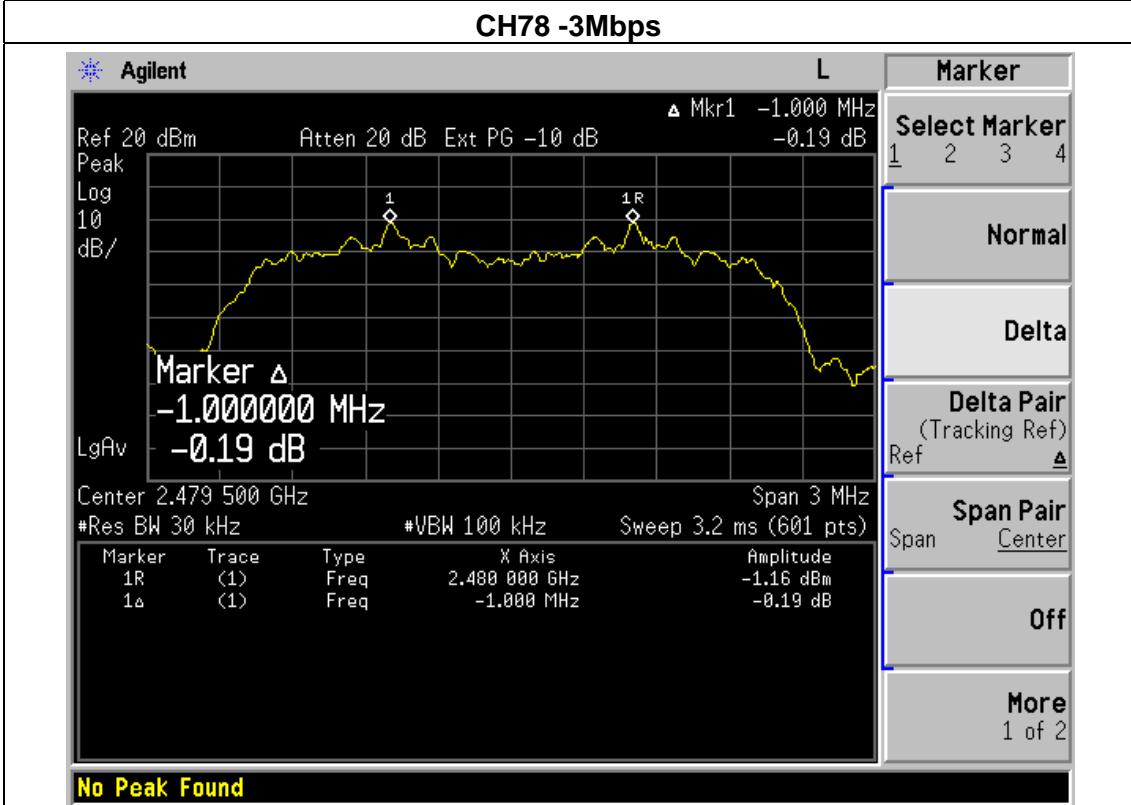 CH78 -3Mbps
Agilent L
Δ Mkr1 -1.000 MHz
Ref 20 dBm Atten 20 dB Ext PG -10 dB -0.19 dB
Peak
Log
10
dB/
1 1R
Marker Δ
-1.000000 MHz
-0.19 dB
LgAv
Center 2.479 500 GHz Span 3 MHz
#Res BW 30 kHz #VBW 100 kHz Sweep 3.2 ms (601 pts)
Marker Trace Type X Axis Amplitude
1R (1) Freq 2.480 000 GHz -1.16 dBm
1Δ (1) Freq -1.000 MHz -0.19 dB
No Peak Found
Marker
Select Marker
1 2 3 4
Normal
Delta
Delta Pair
(Tracking Ref)
Ref Δ
Span Pair
Span Center
Off
More
1 of 2